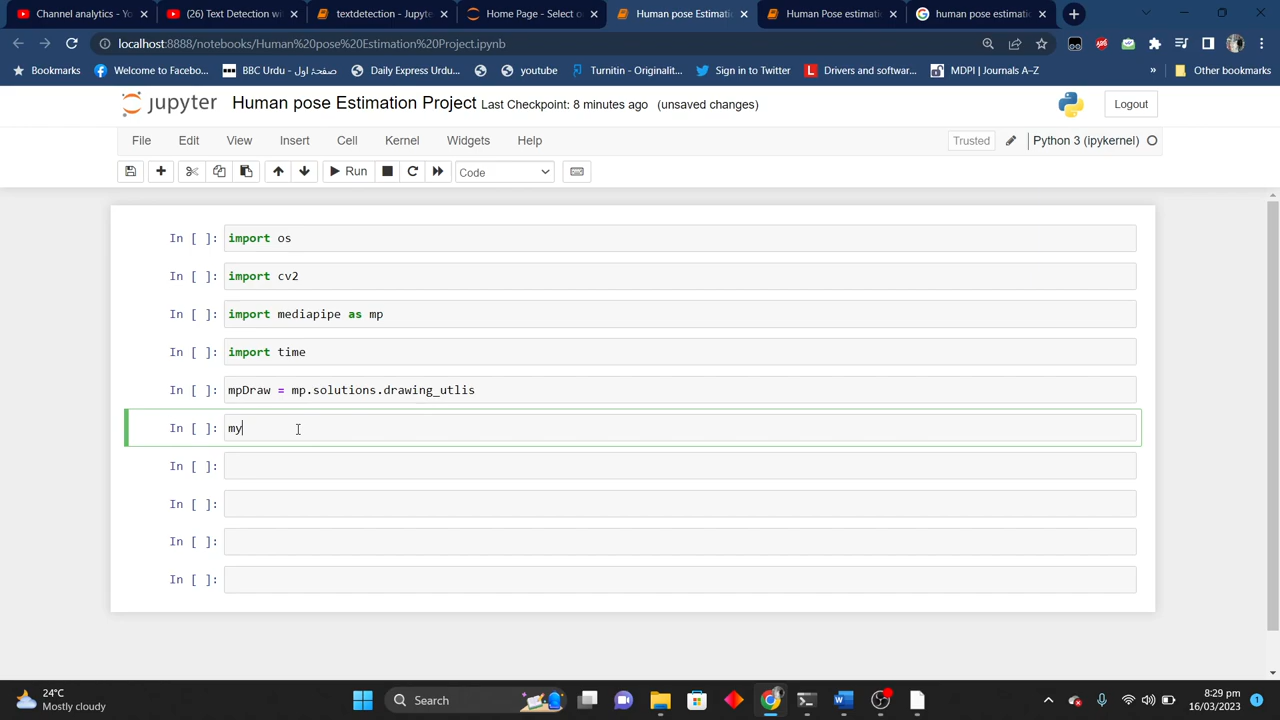 Channel analytics - Y
(26) Text Detection wi
textdetection - Jupyte
Home Page - Select o
Human pose Estimatio
Human Pose estimati
human pose estimatio
localhost:8888/notebooks/Human%20pose%20Estimation%20Project.ipynb
Bookmarks
Welcome to Facebo...
BBC Urdu - صفحۂ اول
Daily Express Urdu...
youtube
Turnitin - Originalit...
Sign in to Twitter
Drivers and softwar...
MDPI | Journals A–Z
»
Other bookmarks
jupyter Human pose Estimation Project Last Checkpoint: 8 minutes ago (unsaved changes)
Logout
File Edit View Insert Cell Kernel Widgets Help
Trusted
Python 3 (ipykernel)
Run
Code
In [ ]: import os
In [ ]: import cv2
In [ ]: import mediapipe as mp
In [ ]: import time
In [ ]: mpDraw = mp.solutions.drawing_utlis
In [ ]: my
In [ ]:
In [ ]:
In [ ]:
In [ ]:
24°C
Mostly cloudy
Search
8:29 pm
16/03/2023
1